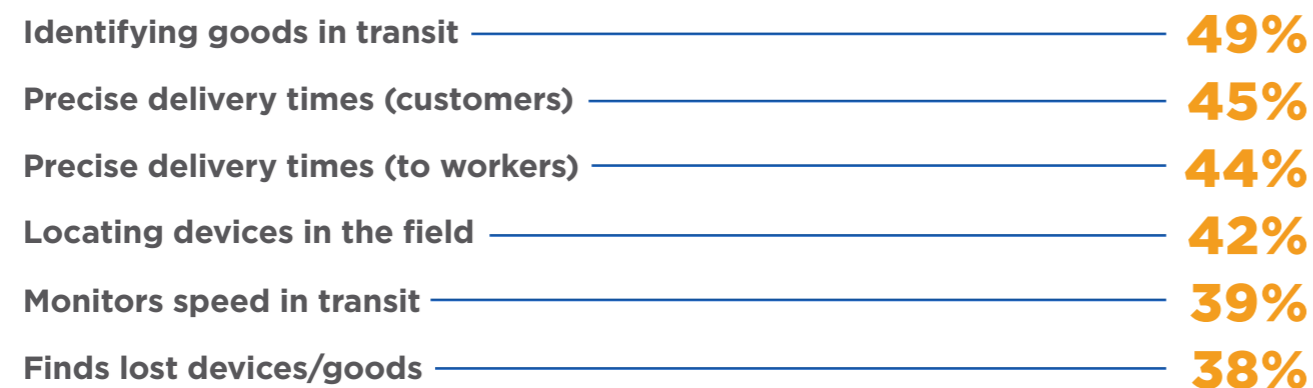 Identifying goods in transit 49%
Precise delivery times (customers) 45%
Precise delivery times (to workers) 44%
Locating devices in the field 42%
Monitors speed in transit 39%
Finds lost devices/goods 38%